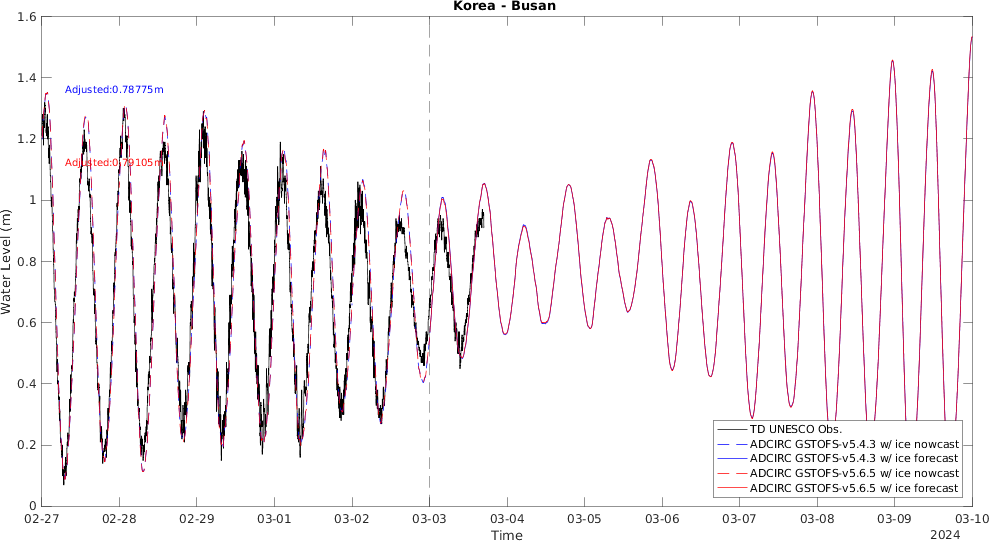 Korea - Busan
1.6
1.4
1.2
1
0.8
0.6
0.4
0.2
0
Water Level (m)
Adjusted:0.78775m
Adjusted:0.79105m
TD UNESCO Obs.
ADCIRC GSTOFS-v5.4.3 w/ ice nowcast
ADCIRC GSTOFS-v5.4.3 w/ ice forecast
ADCIRC GSTOFS-v5.6.5 w/ ice nowcast
ADCIRC GSTOFS-v5.6.5 w/ ice forecast
02-27 02-28 02-29 03-01 03-02 03-03 03-04 03-05 03-06 03-07 03-08 03-09 03-10
Time
2024